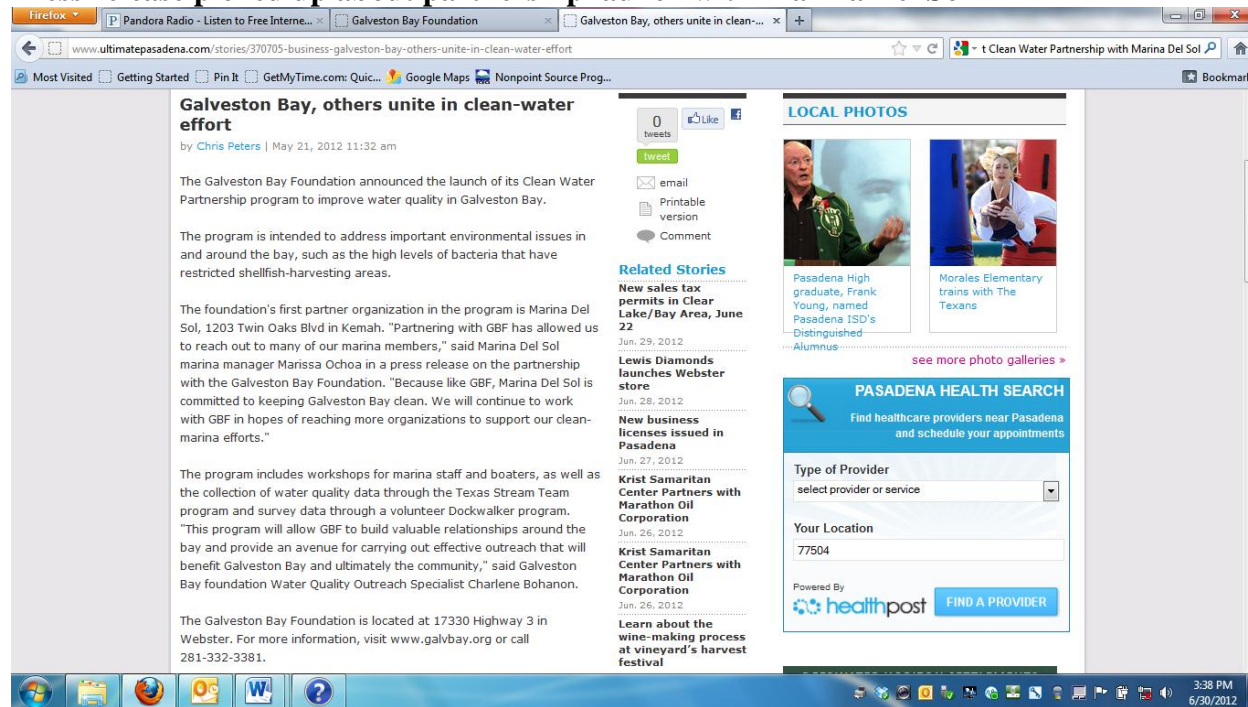 Firefox
Pandora Radio - Listen to Free Interne...
Galveston Bay Foundation
Galveston Bay, others unite in clean-...
www.ultimatepasadena.com/stories/370705-business-galveston-bay-others-unite-in-clean-water-effort
t Clean Water Partnership with Marina Del Sol
Most Visited Getting Started Pin It GetMyTime.com: Quic... Google Maps Nonpoint Source Prog...
Bookmar
Galveston Bay, others unite in clean-water
effort
by Chris Peters | May 21, 2012 11:32 am
The Galveston Bay Foundation announced the launch of its Clean Water
Partnership program to improve water quality in Galveston Bay.
The program is intended to address important environmental issues in
and around the bay, such as the high levels of bacteria that have
restricted shellfish-harvesting areas.
The foundation's first partner organization in the program is Marina Del
Sol, 1203 Twin Oaks Blvd in Kemah. "Partnering with GBF has allowed us
to reach out to many of our marina members," said Marina Del Sol
marina manager Marissa Ochoa in a press release on the partnership
with the Galveston Bay Foundation. "Because like GBF, Marina Del Sol is
committed to keeping Galveston Bay clean. We will continue to work
with GBF in hopes of reaching more organizations to support our clean-
marina efforts."
The program includes workshops for marina staff and boaters, as well as
the collection of water quality data through the Texas Stream Team
program and survey data through a volunteer Dockwalker program.
"This program will allow GBF to build valuable relationships around the
bay and provide an avenue for carrying out effective outreach that will
benefit Galveston Bay and ultimately the community," said Galveston
Bay foundation Water Quality Outreach Specialist Charlene Bohanon.
The Galveston Bay Foundation is located at 17330 Highway 3 in
Webster. For more information, visit www.galvbay.org or call
281-332-3381.
0
tweets
Like
tweet
email
Printable
version
Comment
Related Stories
New sales tax
permits in Clear
Lake/Bay Area, June
22
Jun. 29, 2012
Lewis Diamonds
launches Webster
store
Jun. 28, 2012
New business
licenses issued in
Pasadena
Jun. 27, 2012
Krist Samaritan
Center Partners with
Marathon Oil
Corporation
Jun. 26, 2012
Krist Samaritan
Center Partners with
Marathon Oil
Corporation
Jun. 26, 2012
Learn about the
wine-making process
at vineyard's harvest
festival
LOCAL PHOTOS
Pasadena High
graduate, Frank
Young, named
Pasadena ISD's
Distinguished
Alumnus
Morales Elementary
trains with The
Texans
see more photo galleries »
PASADENA HEALTH SEARCH
Find healthcare providers near Pasadena
and schedule your appointments
Type of Provider
select provider or service
Your Location
77504
Powered By
healthpost
FIND A PROVIDER
3:38 PM
6/30/2012